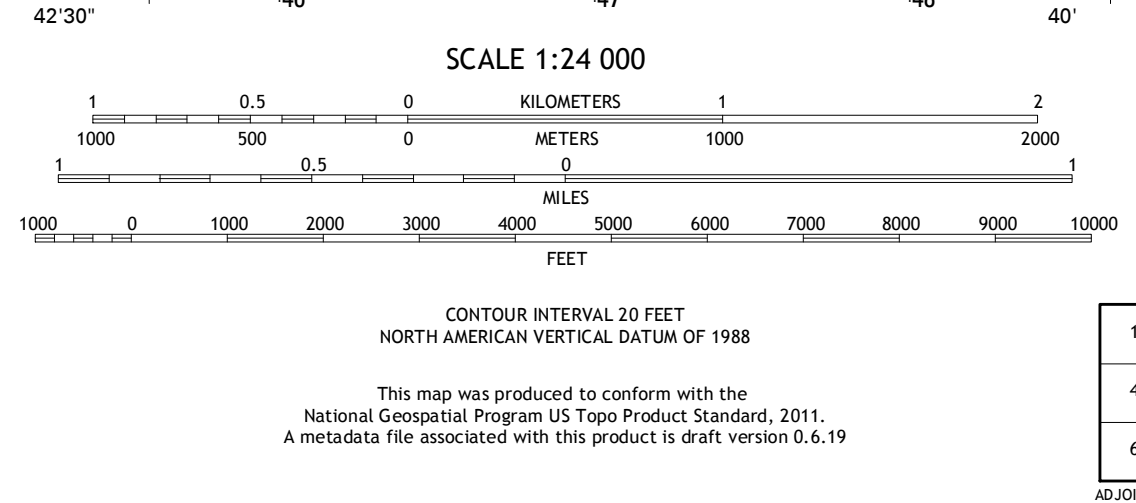 42'30" 47 40'
SCALE 1:24 000
1 0.5 0 KILOMETERS 1 2
1000 500 0 METERS 1000 2000
1 0.5 0 1
MILES
1000 0 1000 2000 3000 4000 5000 6000 7000 8000 9000 10000
FEET
CONTOUR INTERVAL 20 FEET
NORTH AMERICAN VERTICAL DATUM OF 1988
1
This map was produced to conform with the
4
National Geospatial Program US Topo Product Standard, 2011.
A metadata file associated with this product is draft version 0.6.19
6